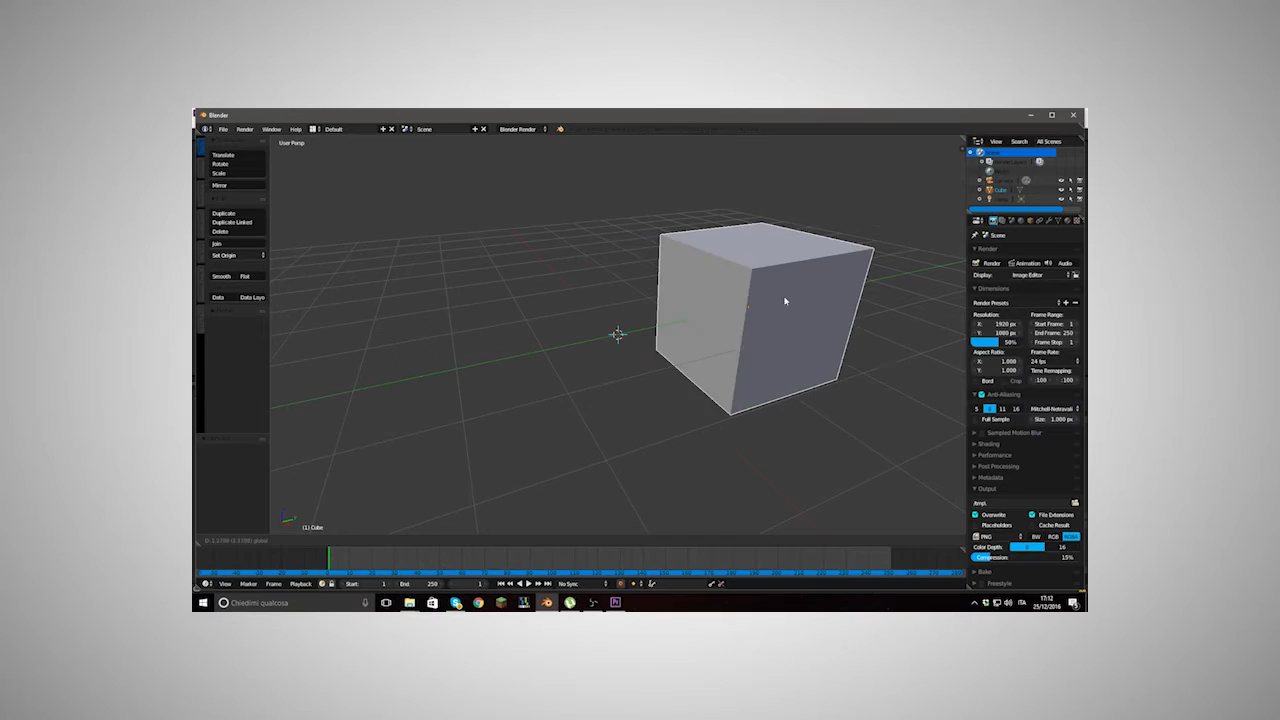 Blender
File Render Window Help Default Scene Blender Render
User Persp
View Search All Scenes
Translate
Rotate
Scale
Mirror
Duplicate
Duplicate Linked
Delete
Join
Set Origin
Smooth Flat
Data Data Layo
(1) Cube
Cube
Scene
Render
Render Animation Audio
Display: Image Editor
Dimensions
Render Presets
Resolution: Frame Range:
X: 1920 px Start Frame: 1
Y: 1080 px End Frame: 250
50% Frame Step: 1
Aspect Ratio: Frame Rate:
X: 1.000 24 fps
Y: 1.000 Time Remapping:
Bord Crop :100 :100
Anti-Aliasing
5 8 11 16 Mitchell-Netravali
Full Sample Size: 1.000 px
Sampled Motion Blur
Shading
Performance
Post Processing
Metadata
Output
/tmp\
Overwrite File Extensions
Placeholders Cache Result
PNG BW RGB RGBA
Color Depth: 8 16
Compression: 15%
Bake
Freestyle
View Marker Frame Playback Start: 1 End: 250 1 No Sync
Chiedimi qualcosa
ITA 17:12
25/12/2016